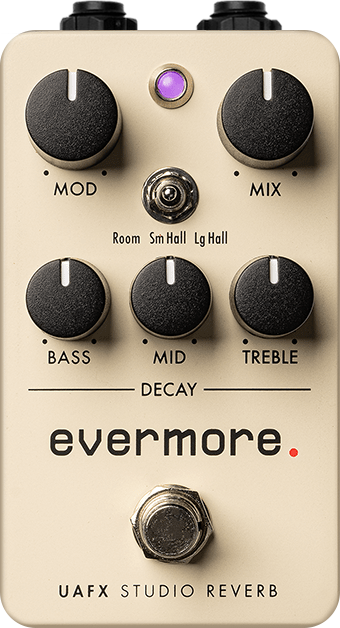 MOD MIX
Room Sm Hall Lg Hall
BASS MID TREBLE
DECAY
evermore.
UAFX STUDIO REVERB